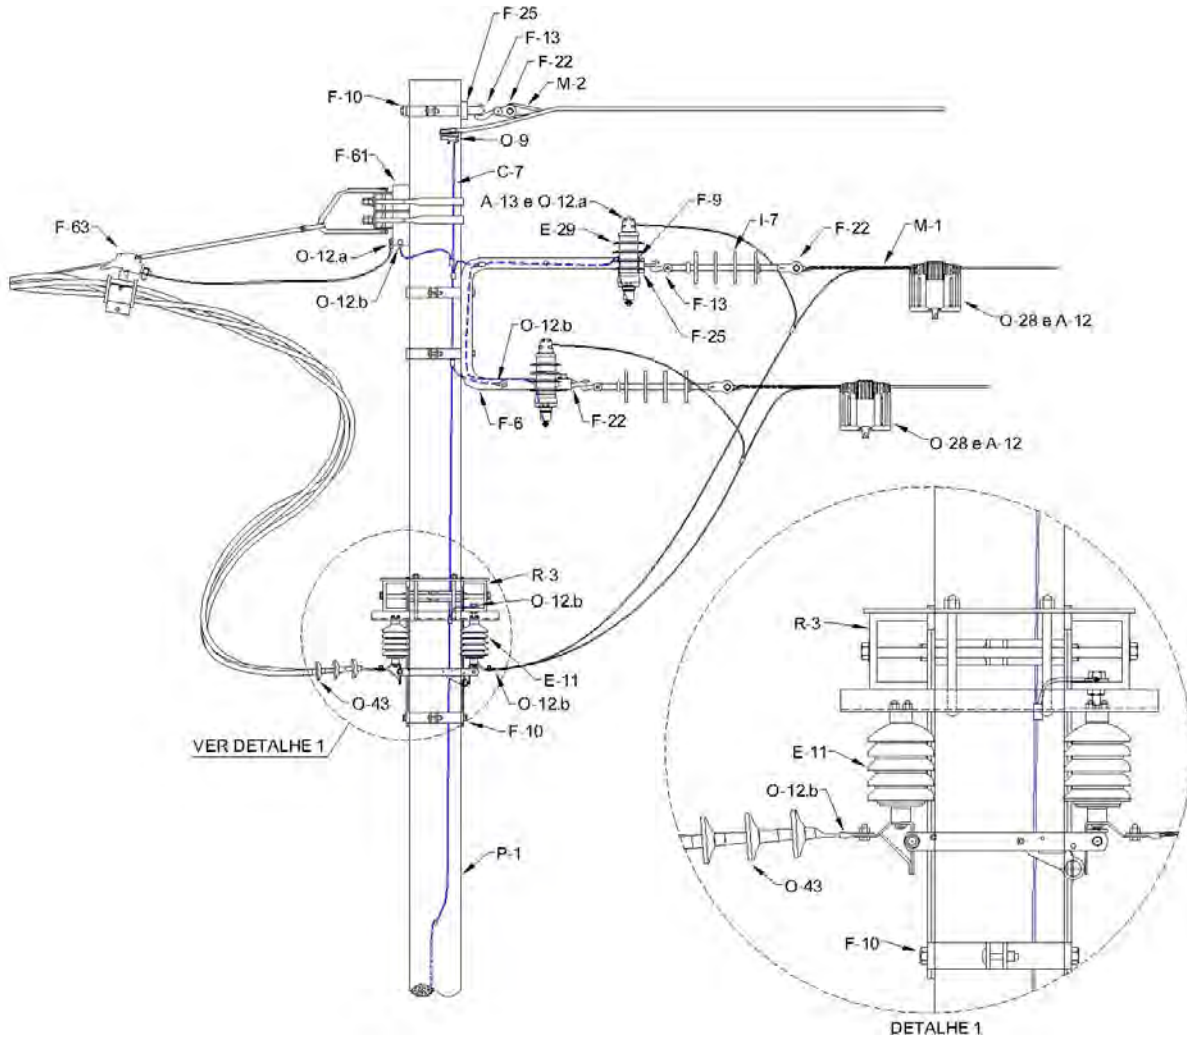 F-25
F-13
F-22
M-2
F-10
O-9
F-61
C-7
A-13 e O-12.a
F-9
I-7
F-22
M-1
F-63
E-29
O-12.a
O-12.b
F-13
F-25
O-28 e A-12
O-12.b
F-6
F-22
O-28 e A-12
R-3
O-12.b
E-11
O-43
O-12.b
F-10
VER DETALHE 1
P-1
R-3
E-11
O-12.b
O-43
F-10
DETALHE 1